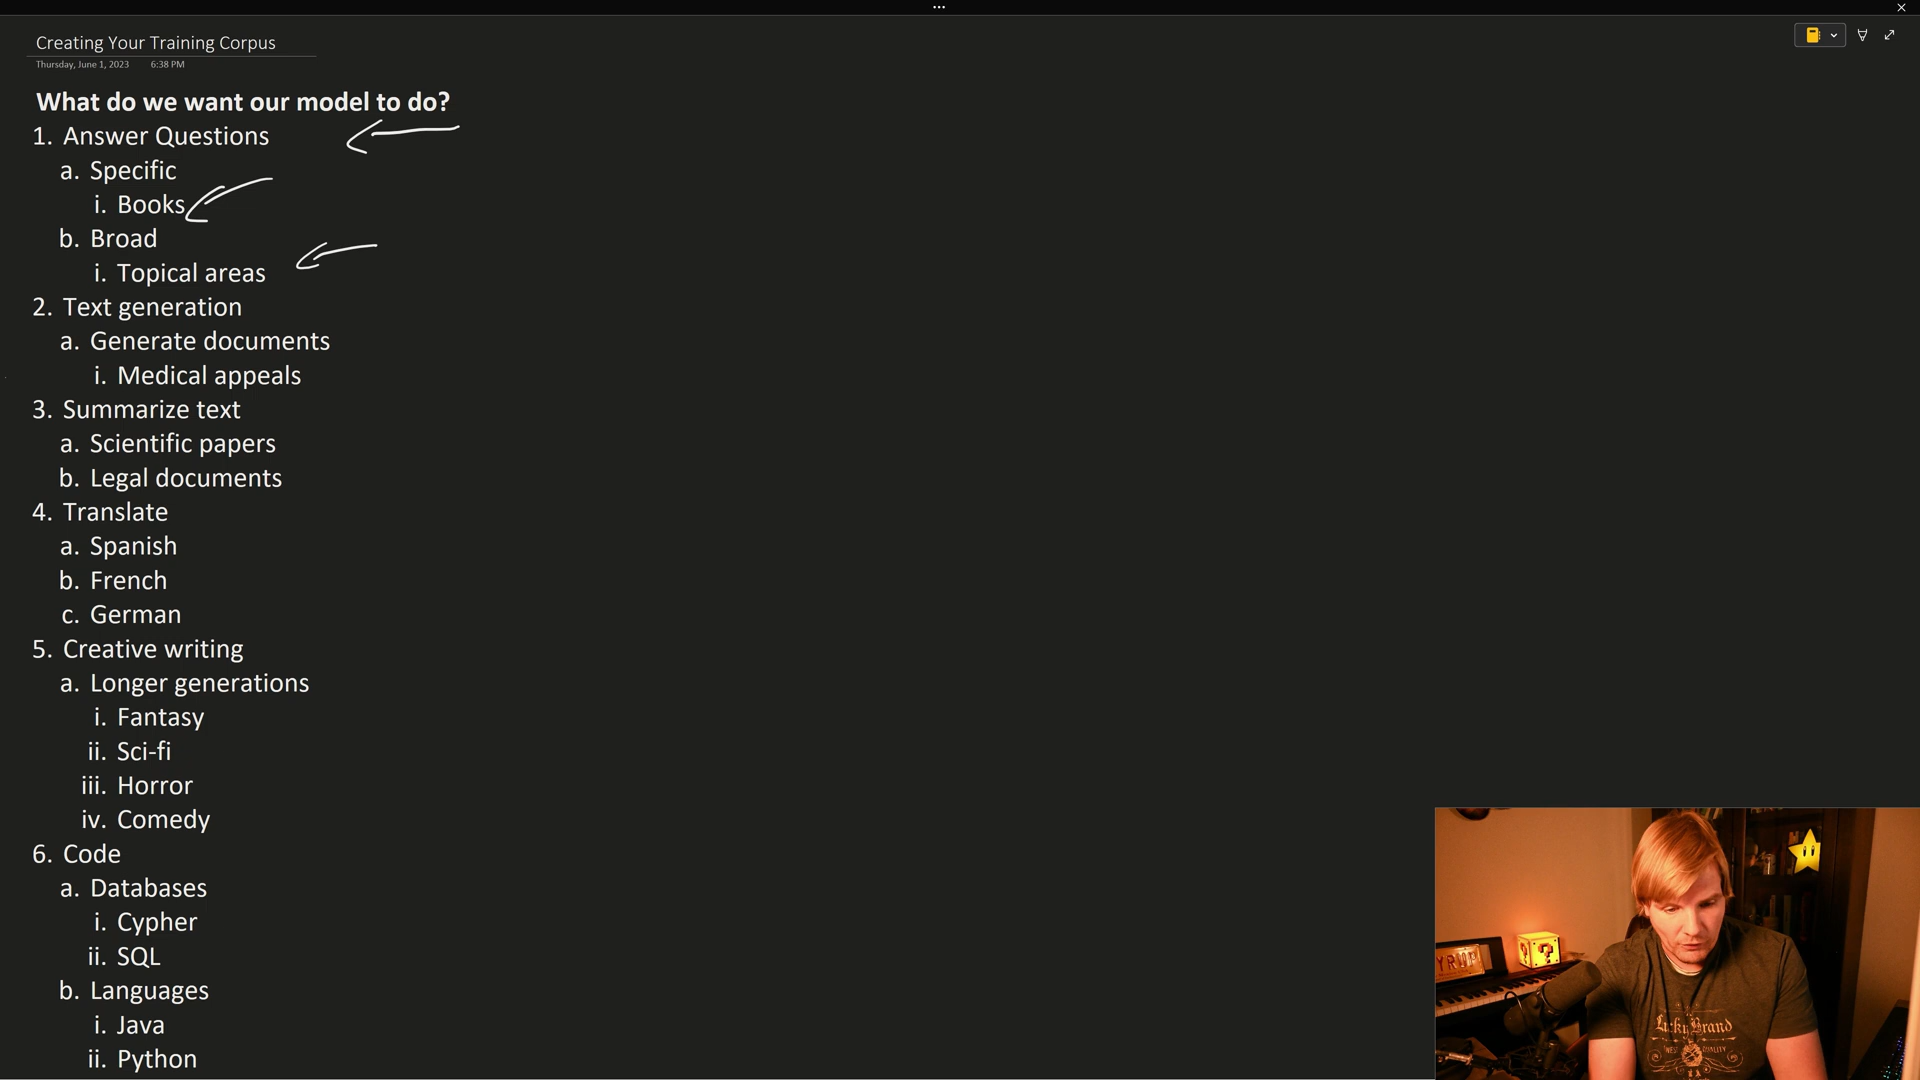 Creating Your Training Corpus
Thursday, June 1, 2023 6:38 PM
What do we want our model to do?
1. Answer Questions
a. Specific
i. Books
b. Broad
i. Topical areas
2. Text generation
a. Generate documents
i. Medical appeals
3. Summarize text
a. Scientific papers
b. Legal documents
4. Translate
a. Spanish
b. French
c. German
5. Creative writing
a. Longer generations
i. Fantasy
ii. Sci-fi
iii. Horror
iv. Comedy
6. Code
a. Databases
i. Cypher
ii. SQL
b. Languages
i. Java
ii. Python
?
Lucky Brand